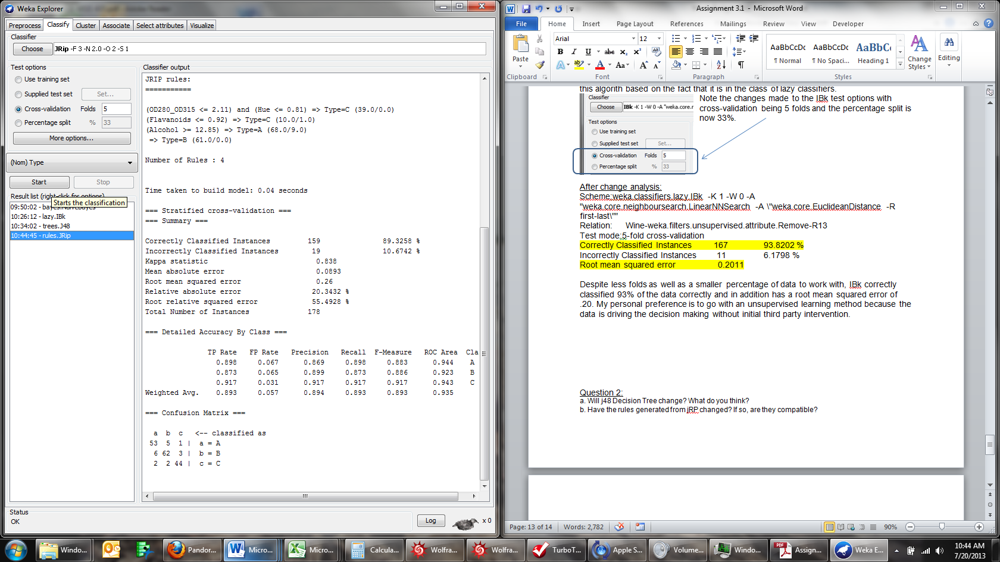 Weka Explorer
Preprocess Classify Cluster Associate Select attributes Visualize
Classifier
Choose JRip -F 3 -N 2.0 -O 2 -S 1
Test options
Use training set
Supplied test set Set...
Cross-validation Folds 5
Percentage split % 33
More options...
(Nom) Type
Start Stop
Result list (right-click for options)
Starts the classification
09:50:02 - bayes.NaiveBayes
10:26:12 - lazy.IBk
10:34:02 - trees.J48
10:44:45 - rules.JRip
Classifier output
JRIP rules:
===========
(OD280_OD315 <= 2.11) and (Hue <= 0.81) => Type=C (39.0/0.0)
(Flavanoids <= 0.92) => Type=C (10.0/1.0)
(Alcohol >= 12.85) => Type=A (68.0/9.0)
=> Type=B (61.0/0.0)
Number of Rules : 4
Time taken to build model: 0.04 seconds
=== Stratified cross-validation ===
=== Summary ===
Correctly Classified Instances 159 89.3258 %
Incorrectly Classified Instances 19 10.6742 %
Kappa statistic 0.838
Mean absolute error 0.0893
Root mean squared error 0.26
Relative absolute error 20.3432 %
Root relative squared error 55.4928 %
Total Number of Instances 178
=== Detailed Accuracy By Class ===
TP Rate FP Rate Precision Recall F-Measure ROC Area Cla
0.898 0.067 0.869 0.898 0.883 0.944 A
0.873 0.065 0.899 0.873 0.886 0.923 B
0.917 0.031 0.917 0.917 0.917 0.943 C
Weighted Avg. 0.893 0.057 0.894 0.893 0.893 0.935
=== Confusion Matrix ===
a b c <-- classified as
53 5 1 | a = A
6 62 3 | b = B
2 2 44 | c = C
Status
OK
Log x 0
Assignment 3.1 - Microsoft Word
File Home Insert Page Layout References Mailings Review View Developer
Paste
Clipboard
Arial 12
Font
Paragraph
AaBbCcDc AaBbCcDc AaBbC
¶ Normal ¶ No Spaci... Heading 1
Change Styles
Styles
Editing
this algorith based on the fact that it is in the class of lazy classifiers.
Classifier
Choose IBk -K 1 -W 0 -A "weka.core.r
Test options
Use training set
Supplied test set Set...
Cross-validation Folds 5
Percentage split % 33
Note the changes made to the IBk test options with
cross-validation being 5 folds and the percentage split is
now 33%.
After change analysis:
Scheme:weka.classifiers.lazy.IBk -K 1 -W 0 -A
"weka.core.neighboursearch.LinearNNSearch -A \"weka.core.EuclideanDistance -R
first-last\""
Relation: Wine-weka.filters.unsupervised.attribute.Remove-R13
Test mode:5-fold cross-validation
Correctly Classified Instances 167 93.8202 %
Incorrectly Classified Instances 11 6.1798 %
Root mean squared error 0.2011
Despite less folds as well as a smaller percentage of data to work with, IBk correctly
classified 93% of the data correctly and in addition has a root mean squared error of
.20. My personal preference is to go with an unsupervised learning method because the
data is driving the decision making without initial third party intervention.
Question 2:
a. Will j48 Decision Tree change? What do you think?
b. Have the rules generated from jRP changed? If so, are they compatible?
Page: 13 of 14 Words: 2,782 90%
Windo... Pandor... Micro... Micro... Calcula... Wolfra... Wolfra... TurboT... Apple S... Volume... Windo... Assign... Weka E...
10:44 AM
7/20/2013